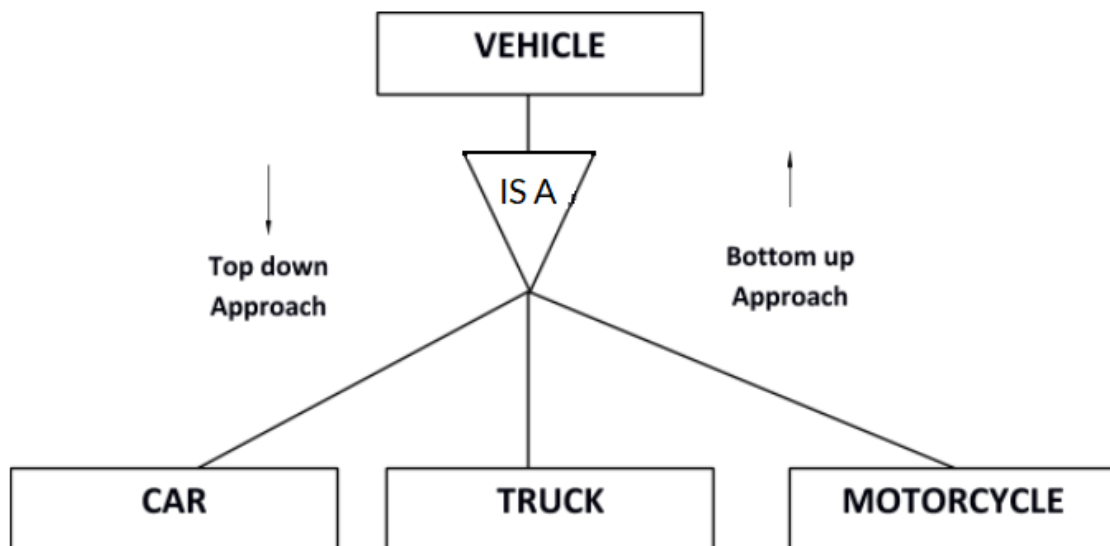 VEHICLE
IS A
Top down
Approach
Bottom up
Approach
CAR
TRUCK
MOTORCYCLE